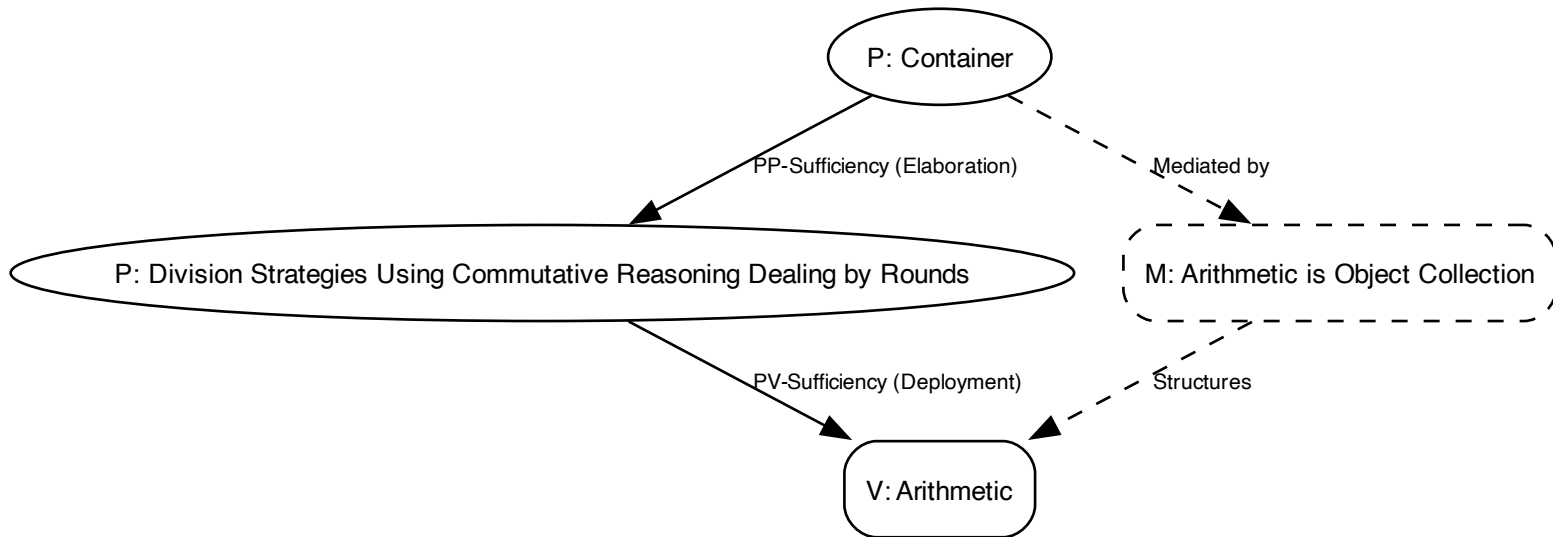 P: Container
PP-Sufficiency (Elaboration)
Mediated by
P: Division Strategies Using Commutative Reasoning Dealing by Rounds
M: Arithmetic is Object Collection
PV-Sufficiency (Deployment)
Structures
V: Arithmetic